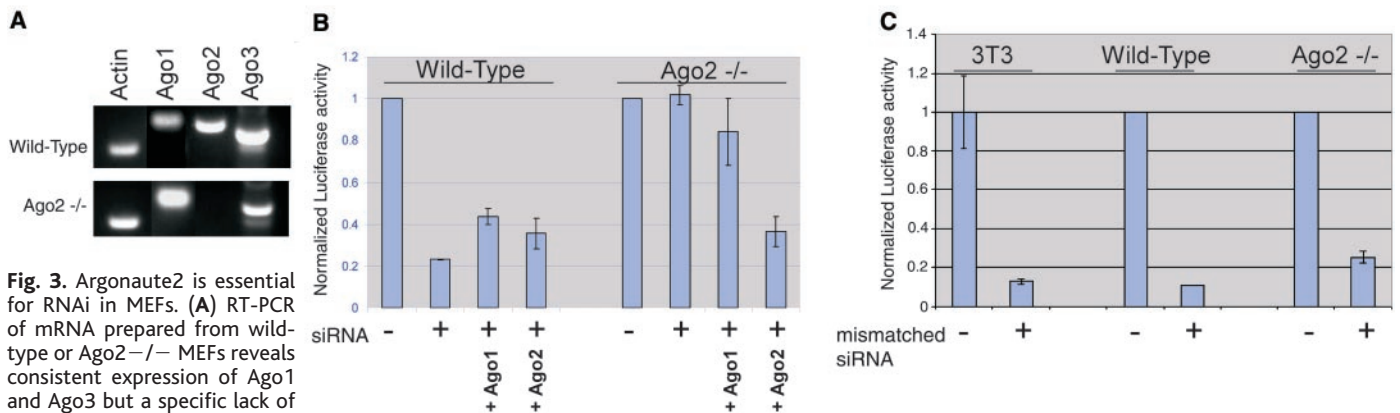 A
Actin
Ago1
Ago2
Ago3
Wild-Type
Ago2 -/-
Fig. 3. Argonaute2 is essential
for RNAi in MEFs. (A) RT-PCR
of mRNA prepared from wild-
type or Ago2−/− MEFs reveals
consistent expression of Ago1
and Ago3 but a specific lack of
B
Normalized Luciferase activity
1.2
1
0.8
0.6
0.4
0.2
0
Wild-Type
Ago2 -/-
siRNA - + + + - + + +
+ Ago1
+ Ago2
+ Ago1
+ Ago2
C
Normalized Luciferase activity
1.4
1.2
1
0.8
0.6
0.4
0.2
0
3T3
Wild-Type
Ago2 -/-
mismatched - + - + - +
siRNA